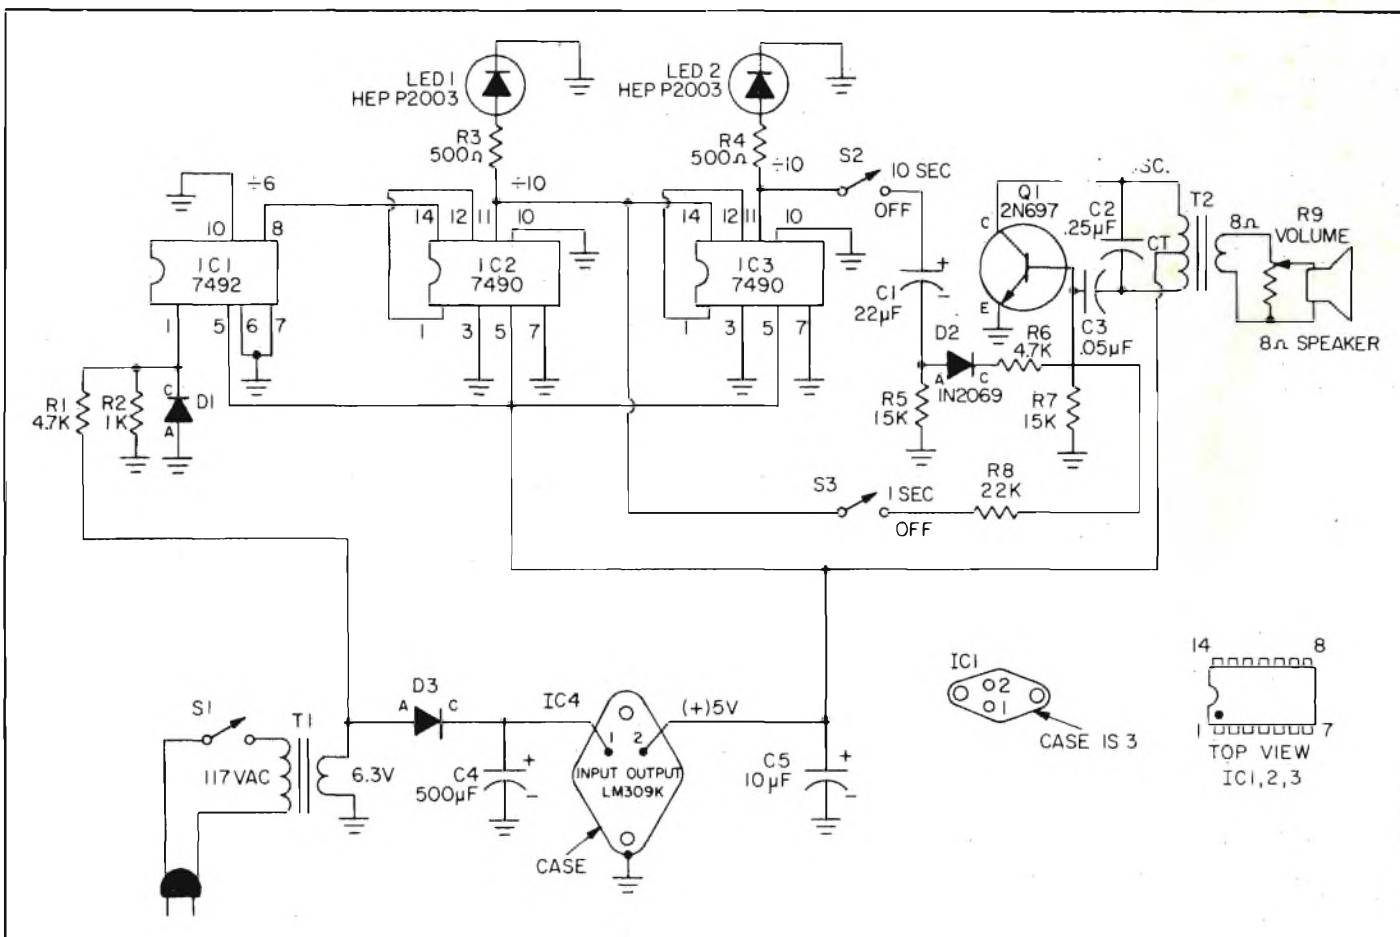 LED 1
HEP P2003
R3
500Ω
÷10
LED 2
HEP P2003
R4
500Ω
÷10
S2
10 SEC
OFF
÷6
10
8
IC1
7492
1
5
6
7
14
12
11
10
IC2
7490
1
3
5
7
14
12
11
10
IC3
7490
1
3
5
7
C1
22µF
+
-
Q1
2N697
C
E
SC.
C2
.25µF
CT
T2
8Ω
R9
VOLUME
8Ω SPEAKER
C3
.05µF
D2
A
C
1N2069
R6
4.7K
R5
15K
R7
15K
R1
4.7K
R2
1K
C
A
D1
S3
1 SEC
OFF
R8
22K
S1
117VAC
T1
6.3V
D3
A
C
C4
500µF
+
-
IC4
1
2
INPUT OUTPUT
LM309K
CASE
(+)5V
C5
10µF
+
-
IC1
2
1
CASE IS 3
14
8
1
7
TOP VIEW
IC1,2,3